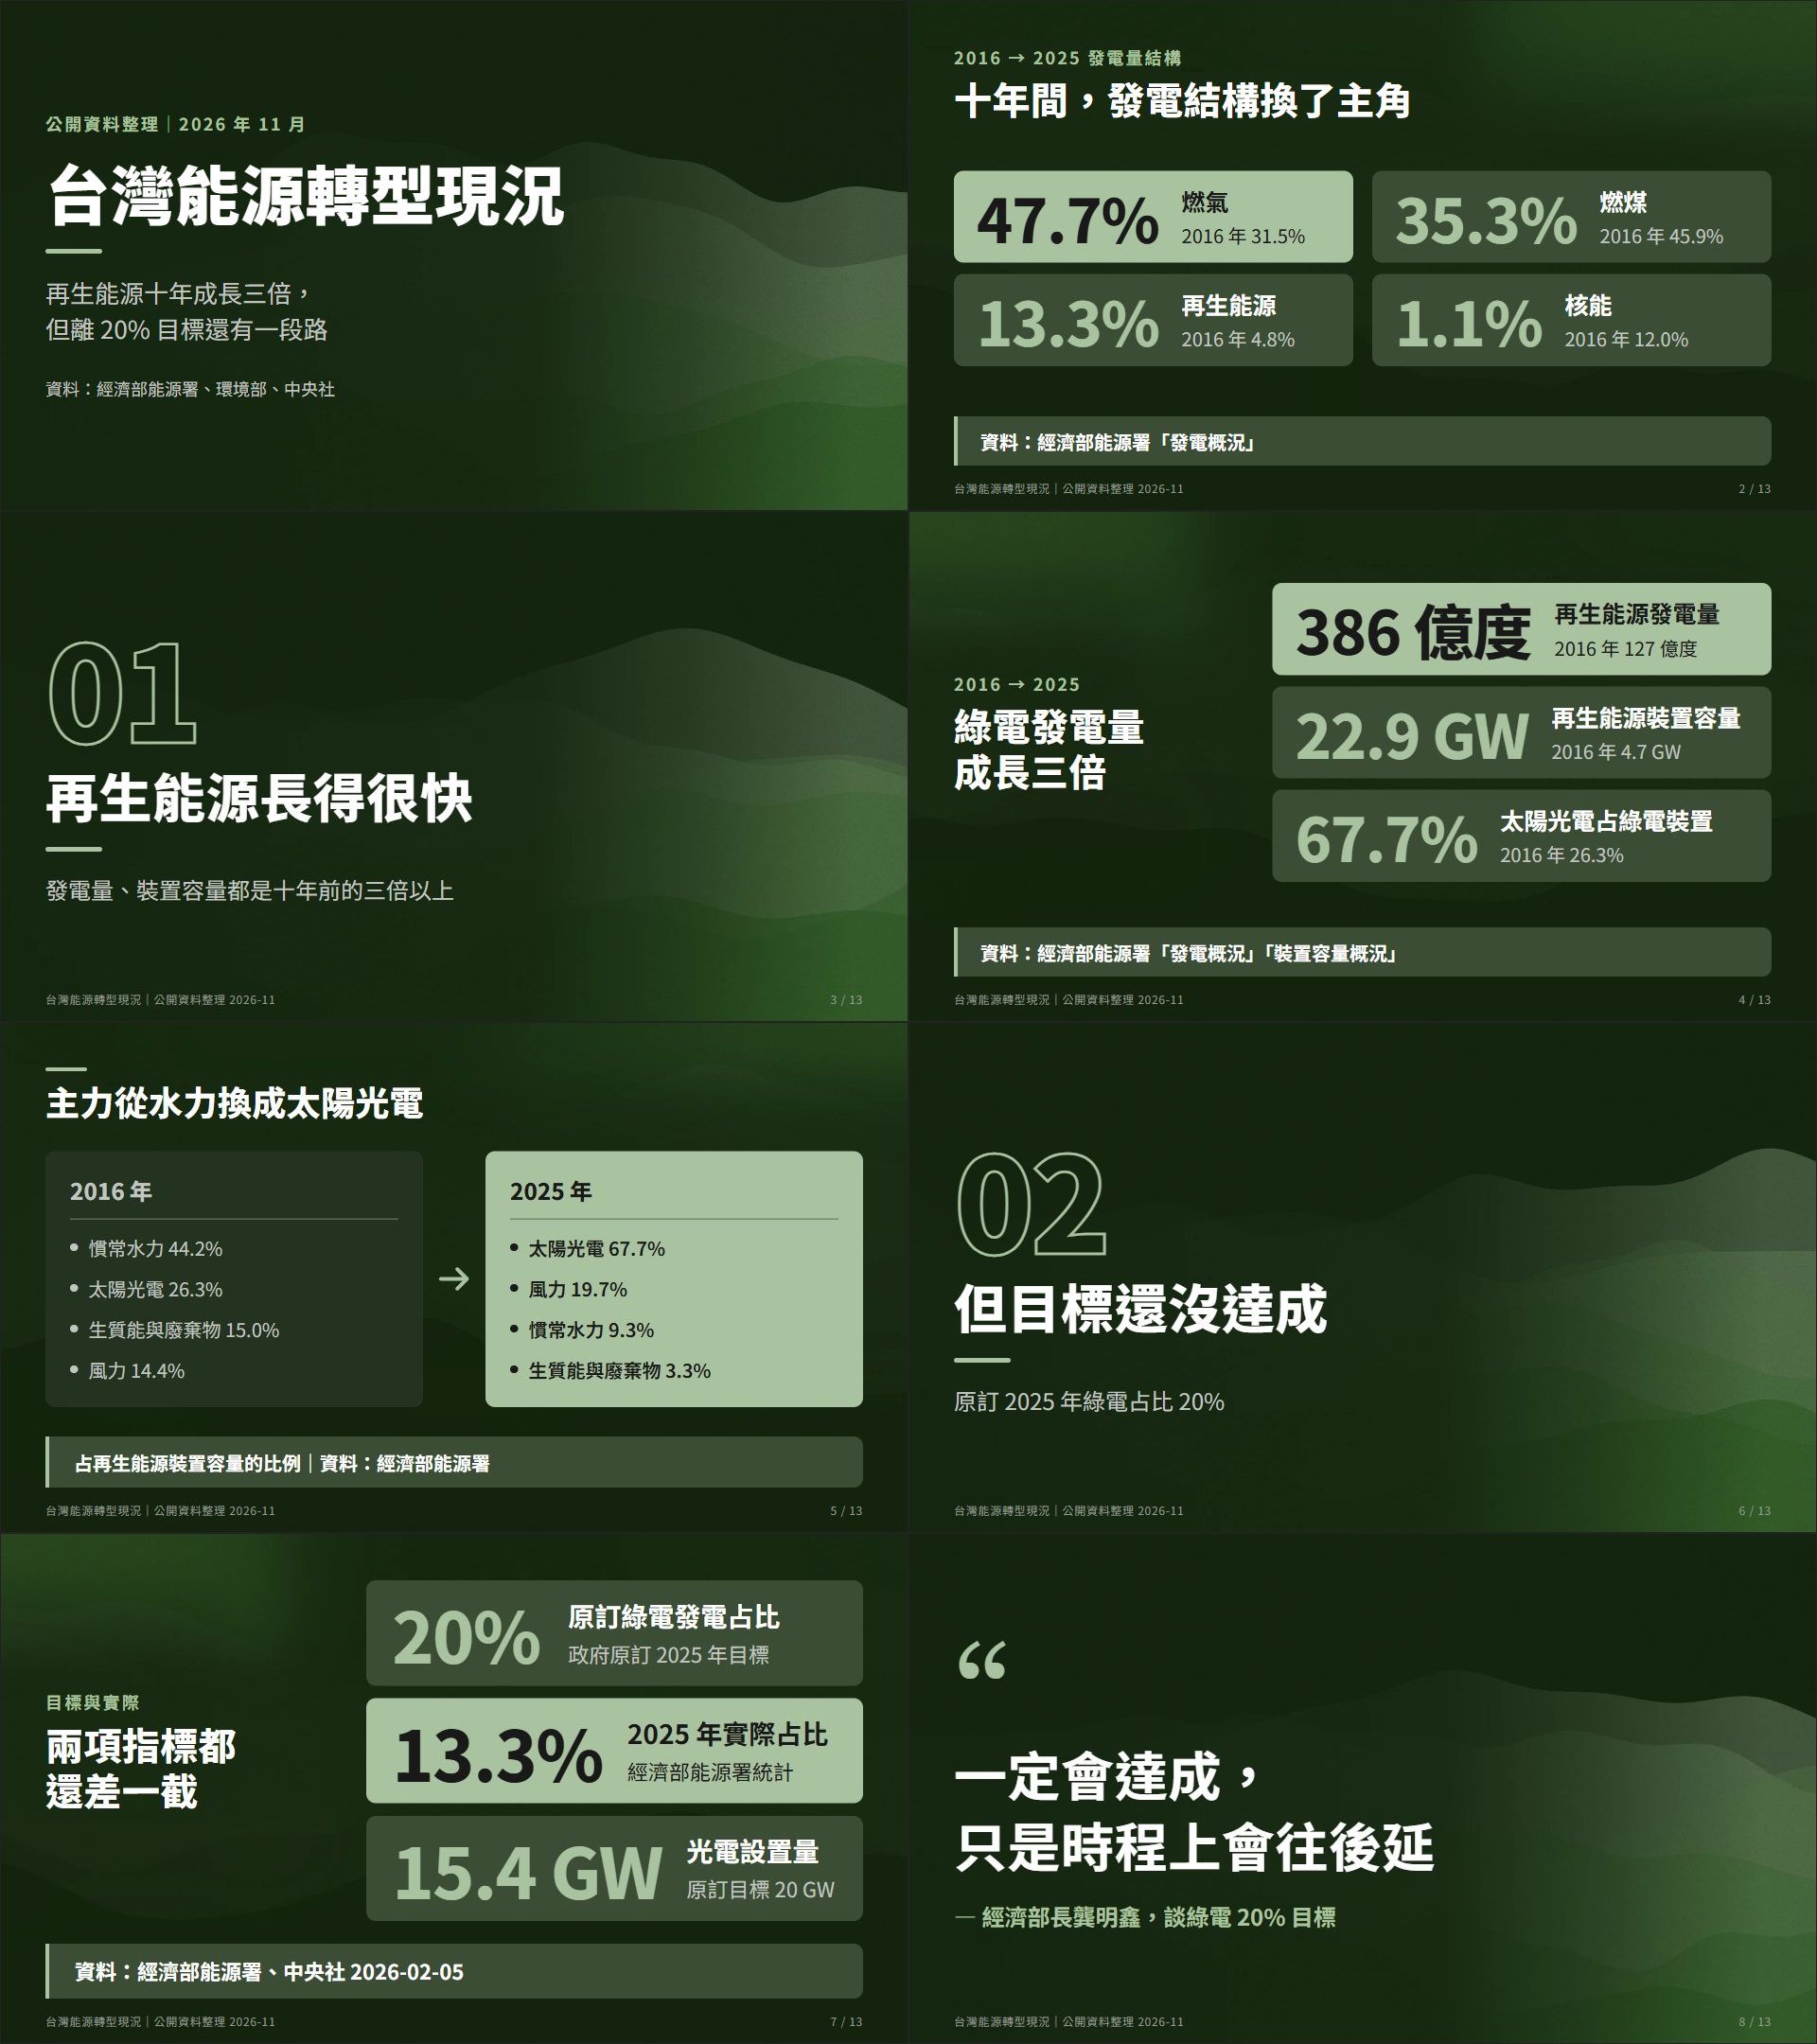 公開資料整理｜2026 年 11 月
台灣能源轉型現況
再生能源十年成長三倍，
但離 20% 目標還有一段路
資料：經濟部能源署、環境部、中央社
2016 → 2025 發電量結構
十年間，發電結構換了主角
47.7%
燃氣
2016 年 31.5%
35.3%
燃煤
2016 年 45.9%
13.3%
再生能源
2016 年 4.8%
1.1%
核能
2016 年 12.0%
資料：經濟部能源署「發電概況」
台灣能源轉型現況｜公開資料整理 2026-11
2 / 13
01
再生能源長得很快
發電量、裝置容量都是十年前的三倍以上
台灣能源轉型現況｜公開資料整理 2026-11
3 / 13
2016 → 2025
綠電發電量
成長三倍
386 億度
再生能源發電量
2016 年 127 億度
22.9 GW
再生能源裝置容量
2016 年 4.7 GW
67.7%
太陽光電占綠電裝置
2016 年 26.3%
資料：經濟部能源署「發電概況」「裝置容量概況」
台灣能源轉型現況｜公開資料整理 2026-11
4 / 13
主力從水力換成太陽光電
2016 年
• 慣常水力 44.2%
• 太陽光電 26.3%
• 生質能與廢棄物 15.0%
• 風力 14.4%
→
2025 年
• 太陽光電 67.7%
• 風力 19.7%
• 慣常水力 9.3%
• 生質能與廢棄物 3.3%
占再生能源裝置容量的比例｜資料：經濟部能源署
台灣能源轉型現況｜公開資料整理 2026-11
5 / 13
02
但目標還沒達成
原訂 2025 年綠電占比 20%
台灣能源轉型現況｜公開資料整理 2026-11
6 / 13
目標與實際
兩項指標都
還差一截
20%
原訂綠電發電占比
政府原訂 2025 年目標
13.3%
2025 年實際占比
經濟部能源署統計
15.4 GW
光電設置量
原訂目標 20 GW
資料：經濟部能源署、中央社 2026-02-05
台灣能源轉型現況｜公開資料整理 2026-11
7 / 13
“
一定會達成，
只是時程上會往後延
— 經濟部長龔明鑫，談綠電 20% 目標
台灣能源轉型現況｜公開資料整理 2026-11
8 / 13